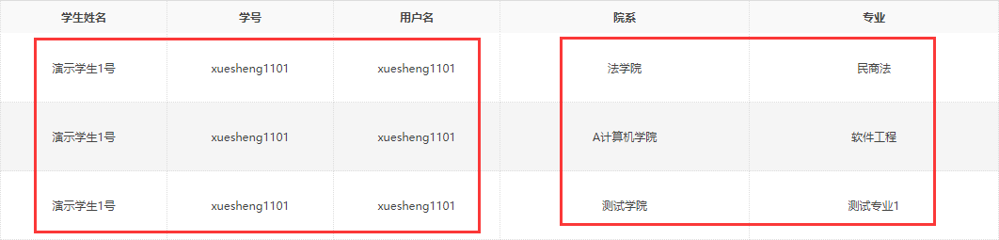 学生姓名 学号 用户名 院系 专业
演示学生1号 xuesheng1101 xuesheng1101 法学院 民商法
演示学生1号 xuesheng1101 xuesheng1101 A计算机学院 软件工程
演示学生1号 xuesheng1101 xuesheng1101 测试学院 测试专业1